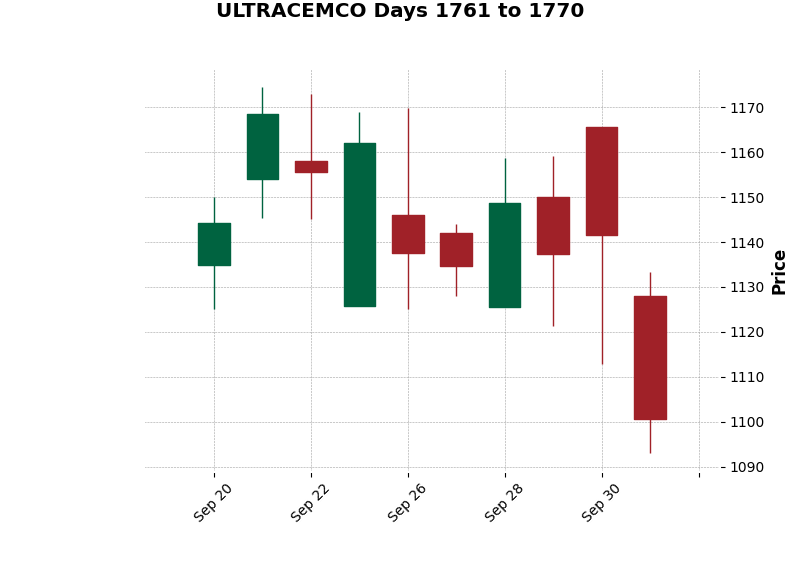 ULTRACEMCO Days 1761 to 1770
1170
1160
1150
1140
1130
1120
1110
1100
1090
Price
Sep 20
Sep 22
Sep 26
Sep 28
Sep 30